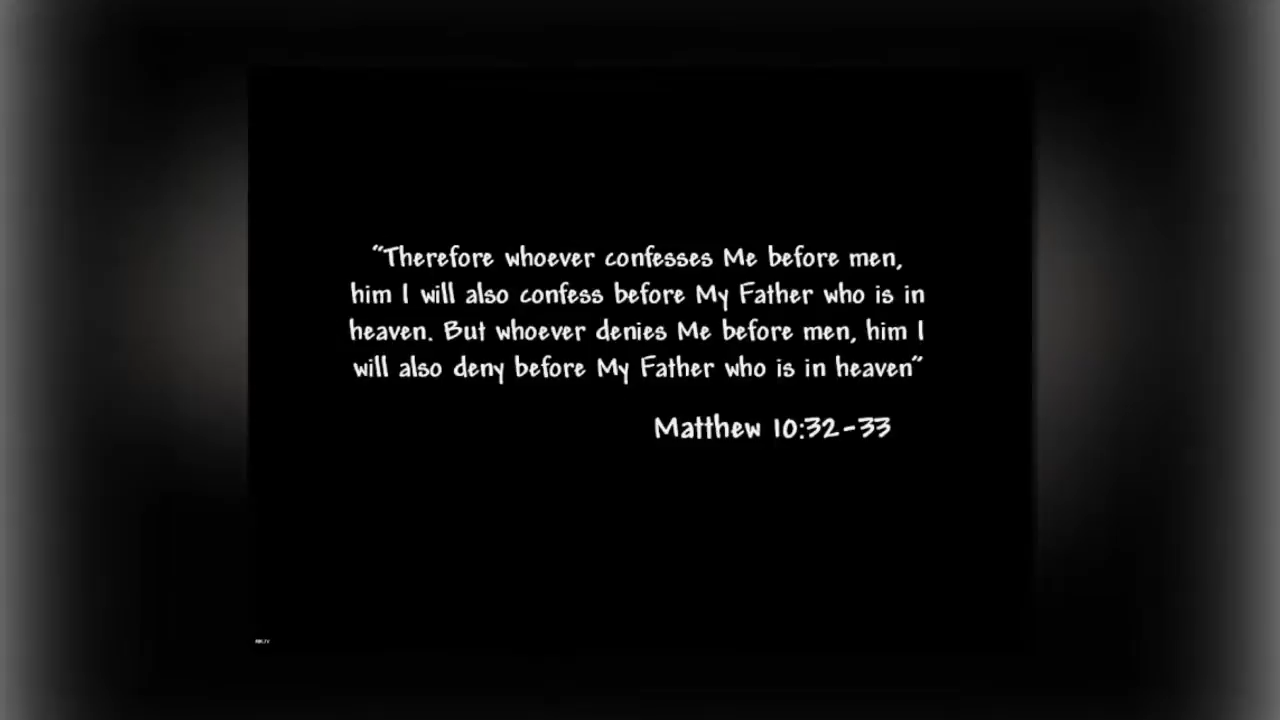 “Therefore whoever confesses Me before men,
him I will also confess before My Father who is in
heaven. But whoever denies Me before men, him I
will also deny before My Father who is in heaven”
Matthew 10:32-33